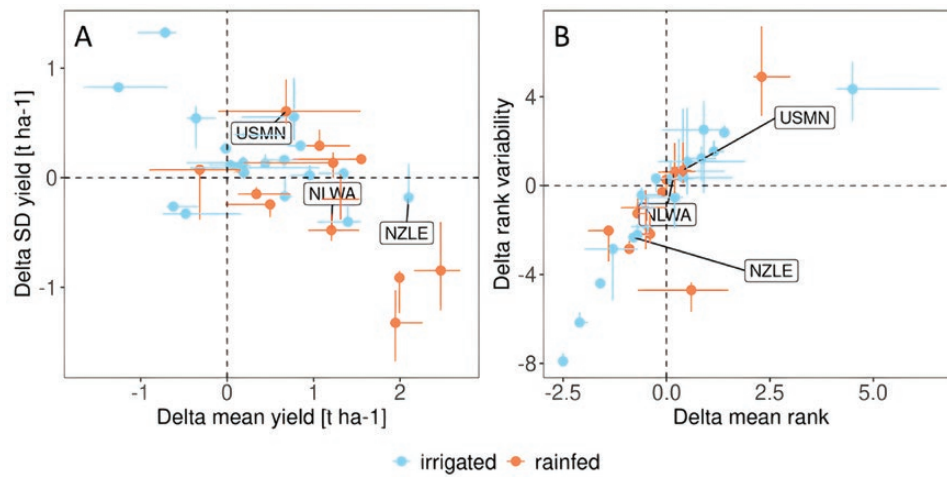 A
B
1
0
-1
Delta SD yield [t ha-1]
USMN
NLWA
NZLE
-1
0
1
2
Delta mean yield [t ha-1]
4
0
-4
-8
Delta rank variability
USMN
NLWA
NZLE
-2.5
0.0
2.5
5.0
Delta mean rank
irrigated
rainfed